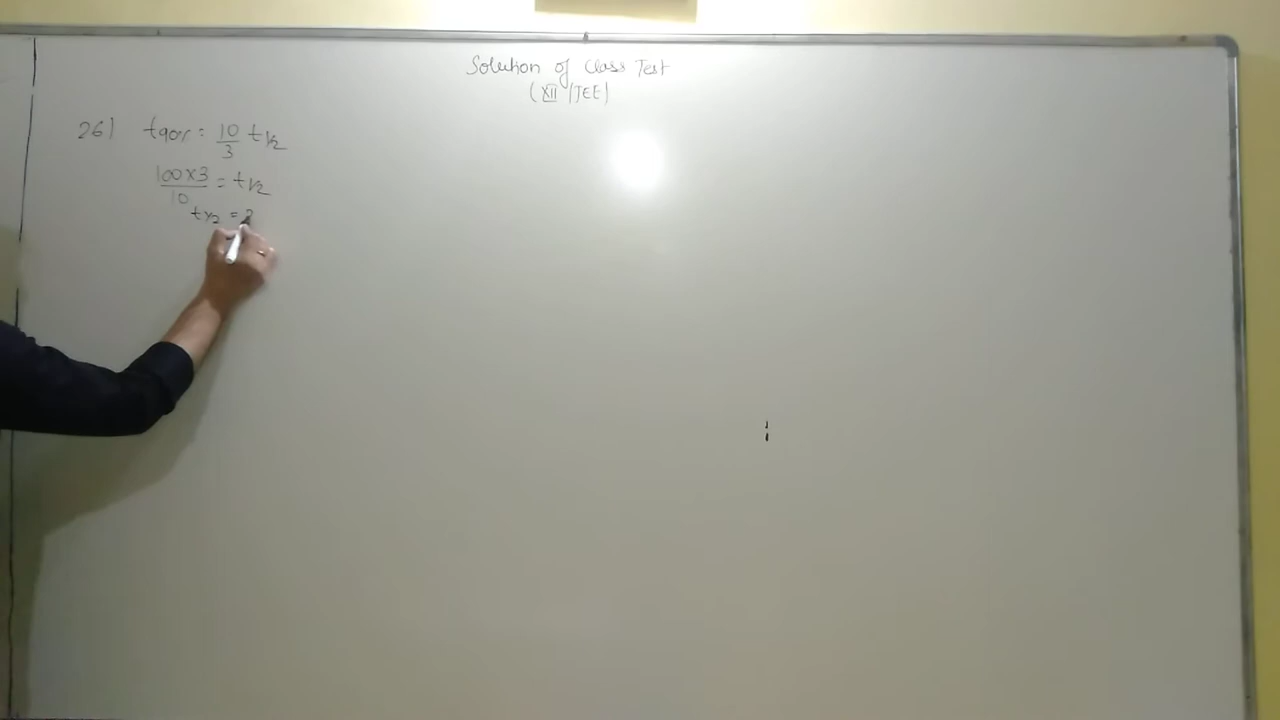 Solution of Class Test
(XII/JEE)
26) t90% = 10/3 t1/2
100×3/10 = t1/2
t1/2 =